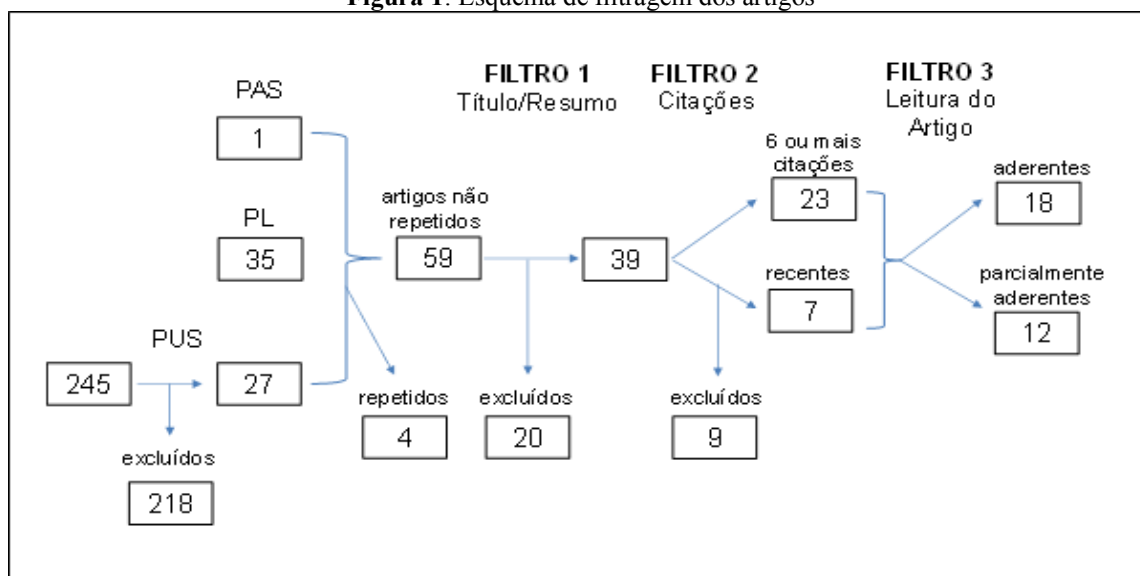 Figura 1. Esquema de filtragem dos artigos
FILTRO 1
Título/Resumo
FILTRO 2
Citações
FILTRO 3
Leitura do
Artigo
PAS
1
PL
35
PUS
245
27
excluídos
218
artigos não
repetidos
59
repetidos
4
excluídos
20
39
6 ou mais
citações
23
recentes
7
excluídos
9
aderentes
18
parcialmente
aderentes
12